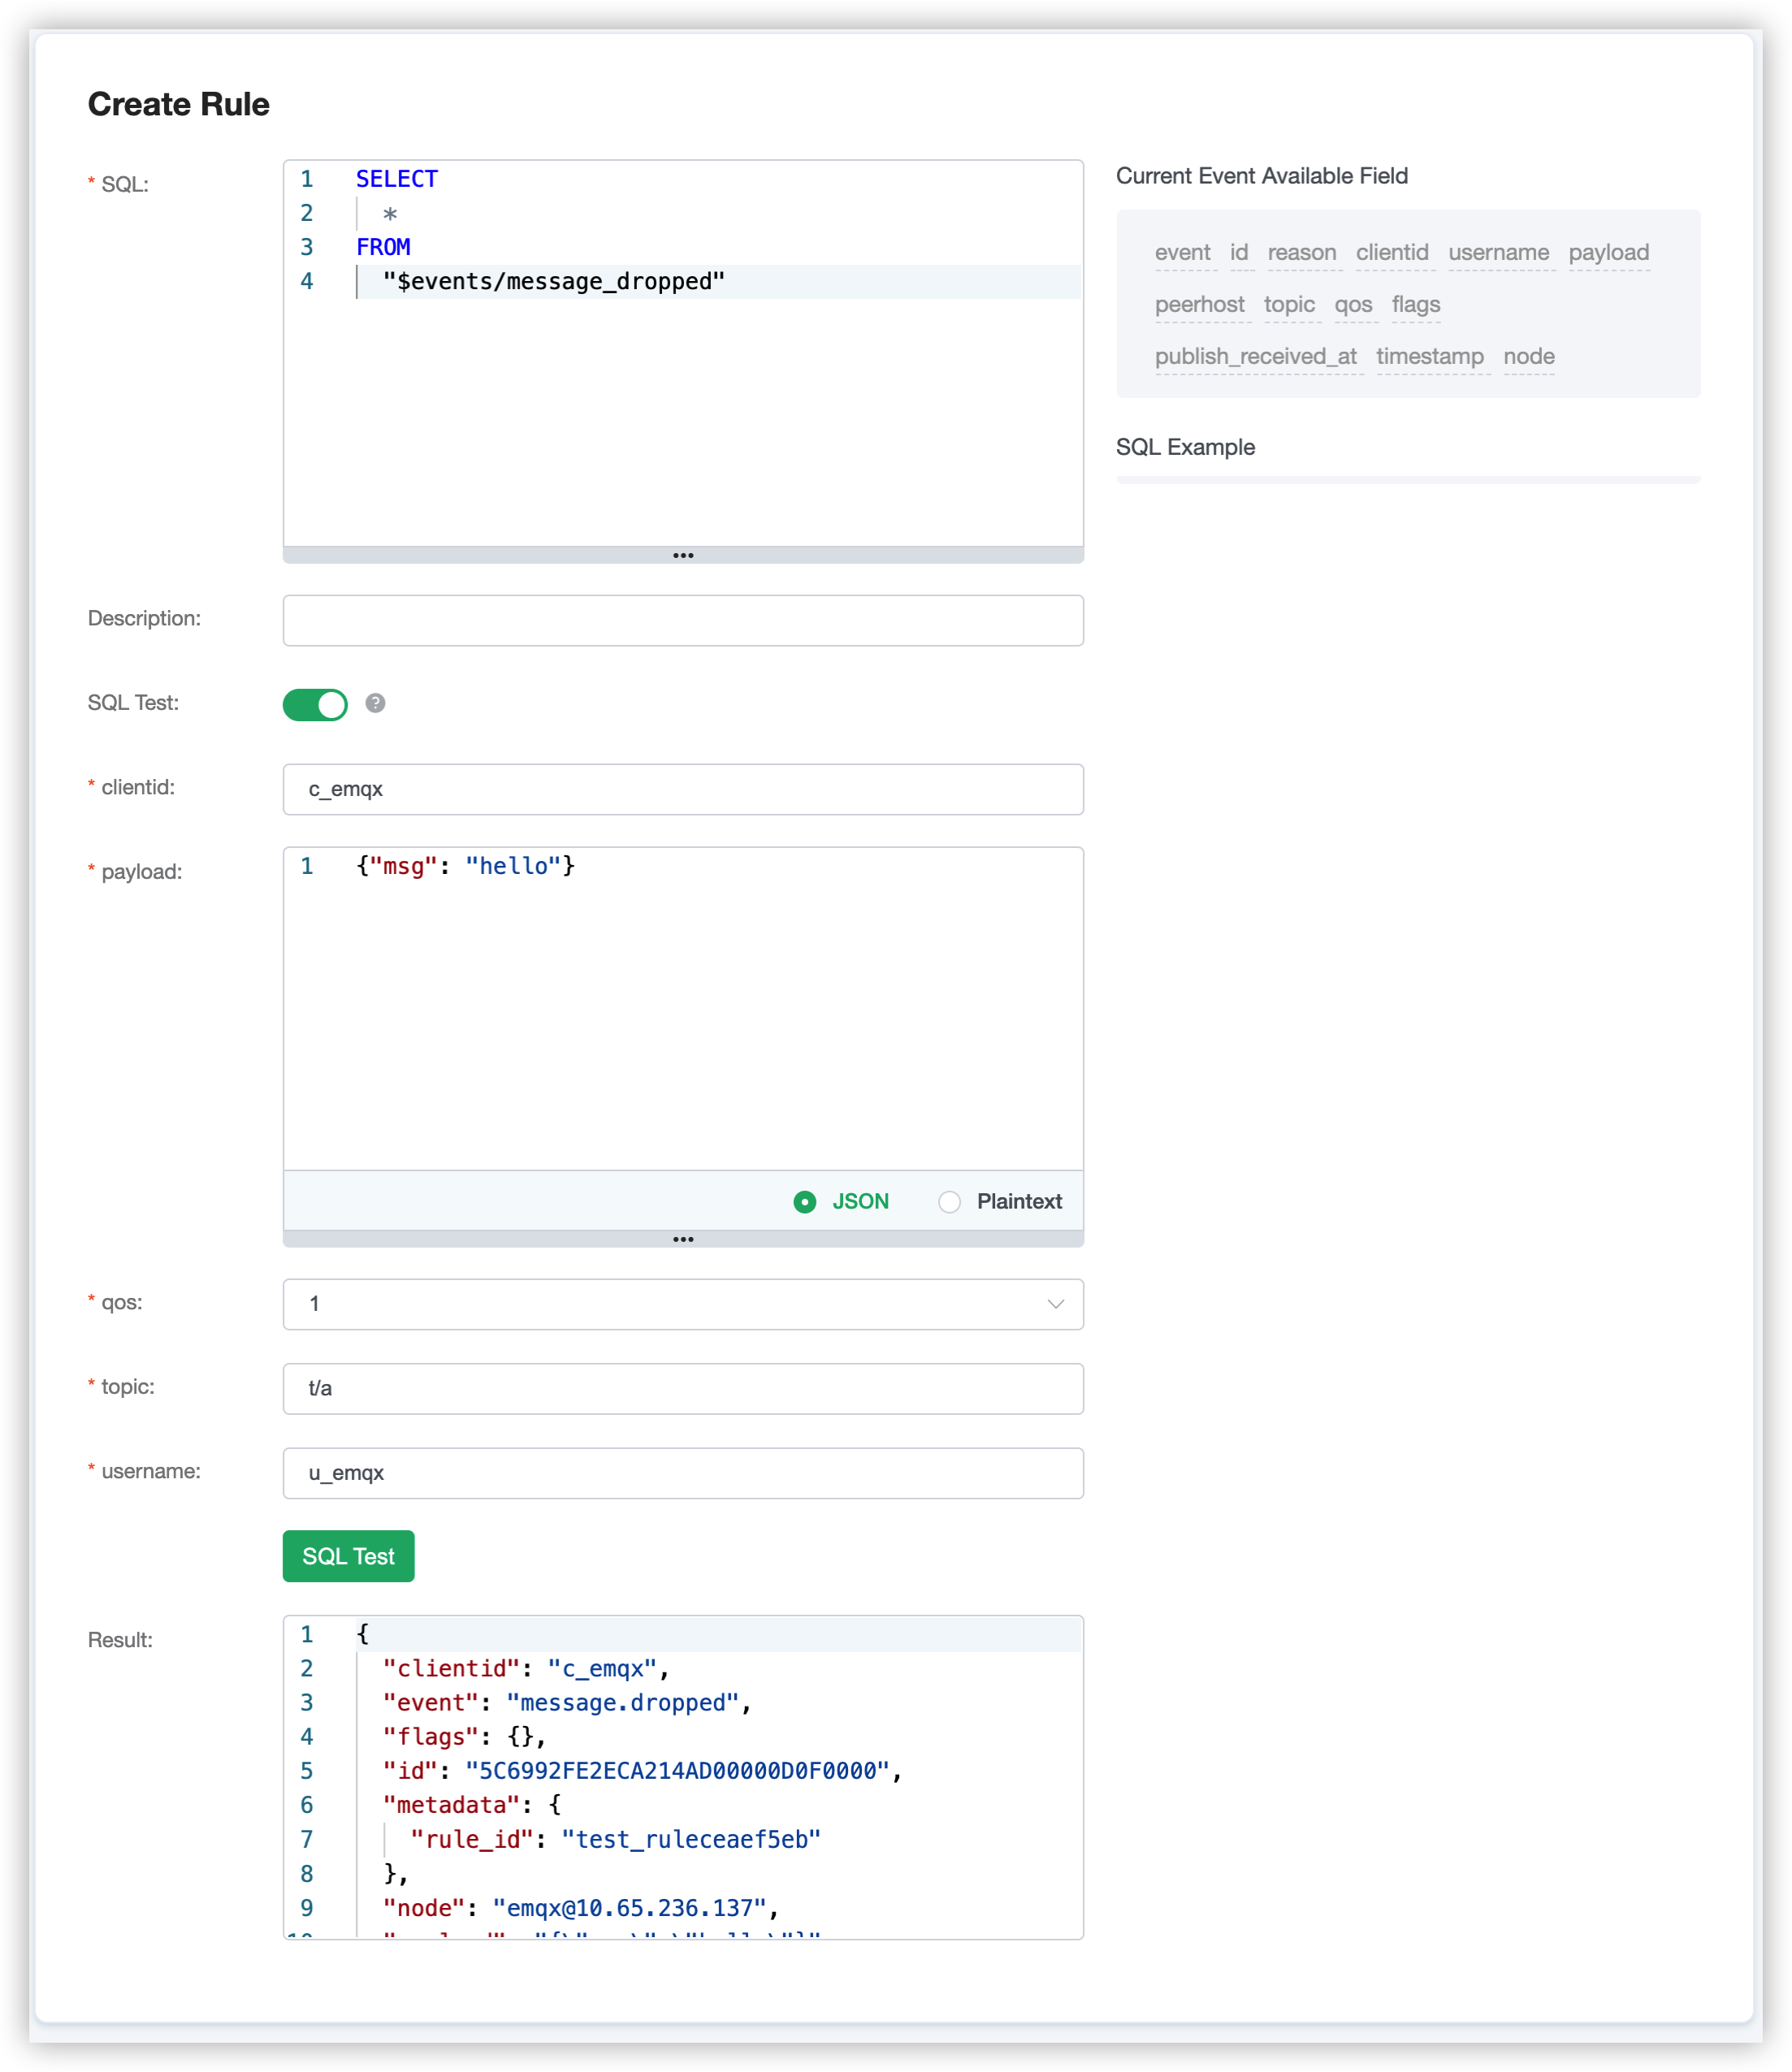 Create Rule
* SQL:
1 SELECT
2 *
3 FROM
4 "$events/message_dropped"
Current Event Available Field
event id reason clientid username payload
peerhost topic qos flags
publish_received_at timestamp node
SQL Example
Description:
SQL Test:
?
* clientid:
c_emqx
* payload:
1 {"msg": "hello"}
JSON Plaintext
* qos:
1
* topic:
t/a
* username:
u_emqx
SQL Test
Result:
1 {
2 "clientid": "c_emqx",
3 "event": "message.dropped",
4 "flags": {},
5 "id": "5C6992FE2ECA214AD00000D0F0000",
6 "metadata": {
7 "rule_id": "test_ruleceaef5eb"
8 },
9 "node": "emqx@10.65.236.137",